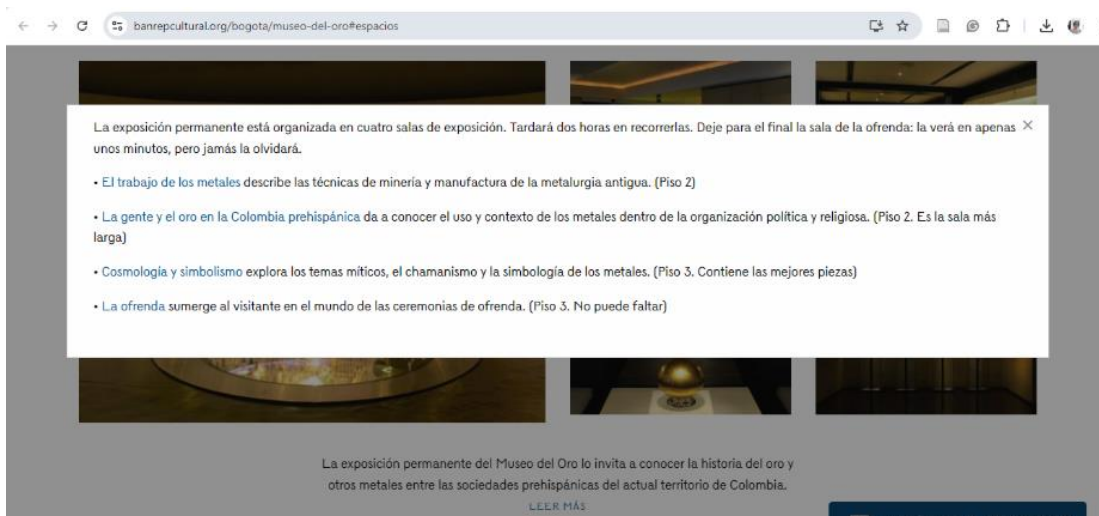 banrepcultural.org/bogota/museo-del-oro#espacios
La exposición permanente está organizada en cuatro salas de exposición. Tardará dos horas en recorrerlas. Deje para el final la sala de la ofrenda: la verá en apenas
unos minutos, pero jamás la olvidará.
• El trabajo de los metales describe las técnicas de minería y manufactura de la metalurgia antigua. (Piso 2)
• La gente y el oro en la Colombia prehispánica da a conocer el uso y contexto de los metales dentro de la organización política y religiosa. (Piso 2. Es la sala más
larga)
• Cosmología y simbolismo explora los temas míticos, el chamanismo y la simbología de los metales. (Piso 3. Contiene las mejores piezas)
• La ofrenda sumerge al visitante en el mundo de las ceremonias de ofrenda. (Piso 3. No puede faltar)
La exposición permanente del Museo del Oro lo invita a conocer la historia del oro y
otros metales entre las sociedades prehispánicas del actual territorio de Colombia.
LEER MÁS